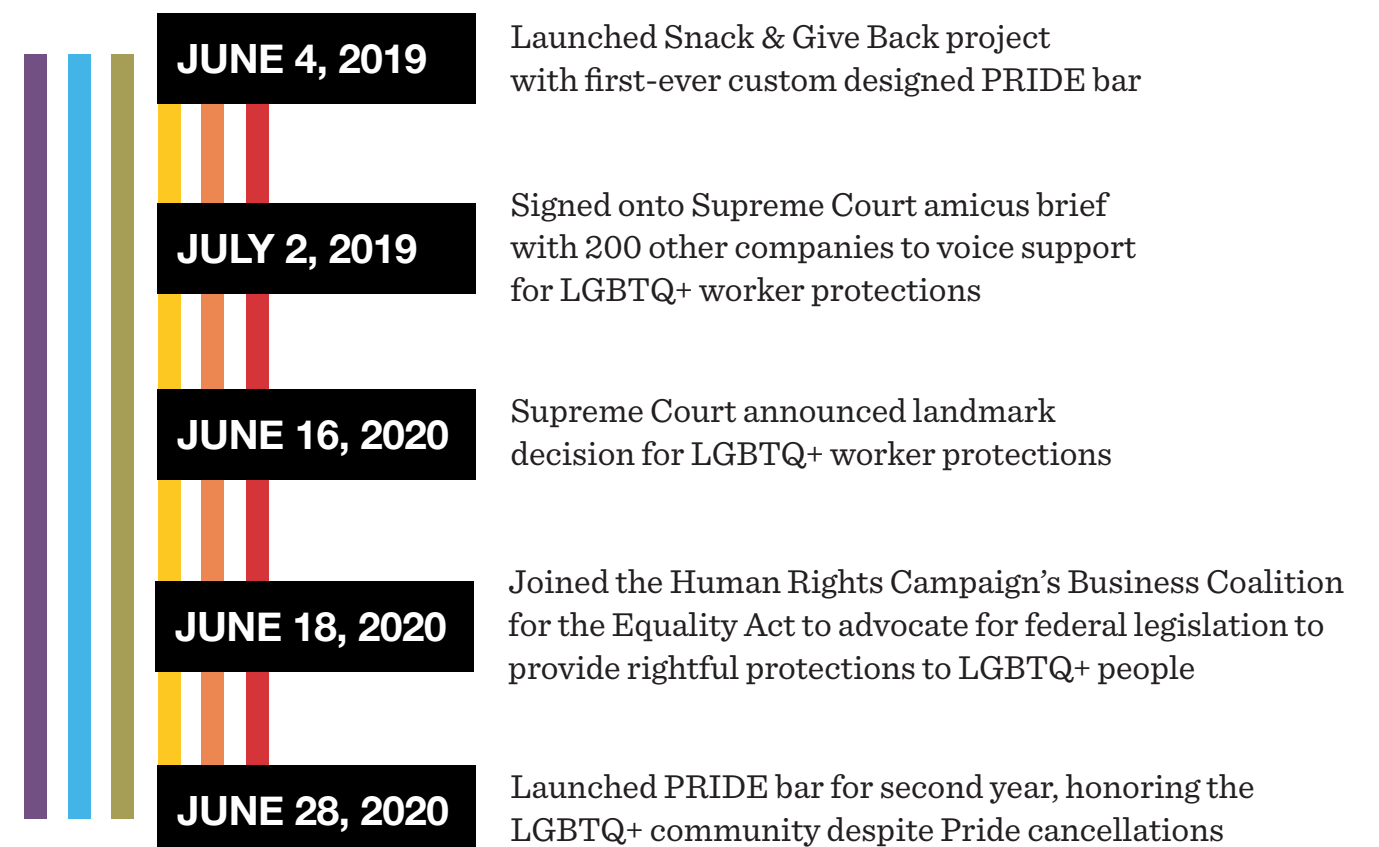 JUNE 4, 2019
Launched Snack & Give Back project
with first-ever custom designed PRIDE bar
JULY 2, 2019
Signed onto Supreme Court amicus brief
with 200 other companies to voice support
for LGBTQ+ worker protections
JUNE 16, 2020
Supreme Court announced landmark
decision for LGBTQ+ worker protections
JUNE 18, 2020
Joined the Human Rights Campaign’s Business Coalition
for the Equality Act to advocate for federal legislation to
provide rightful protections to LGBTQ+ people
JUNE 28, 2020
Launched PRIDE bar for second year, honoring the
LGBTQ+ community despite Pride cancellations